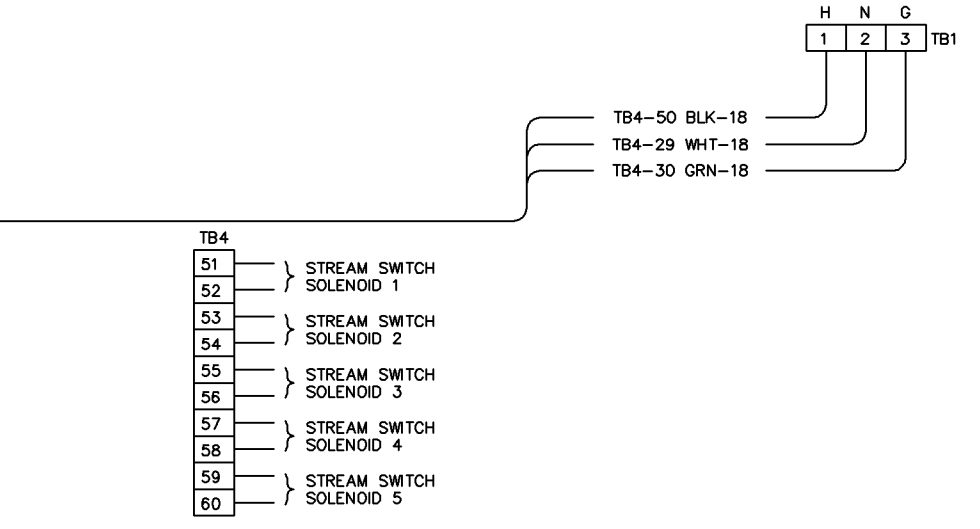 H N G
1 2 3 TB1
TB4-50 BLK-18
TB4-29 WHT-18
TB4-30 GRN-18
TB4
51
52
STREAM SWITCH
SOLENOID 1
53
54
STREAM SWITCH
SOLENOID 2
55
56
STREAM SWITCH
SOLENOID 3
57
58
STREAM SWITCH
SOLENOID 4
59
60
STREAM SWITCH
SOLENOID 5